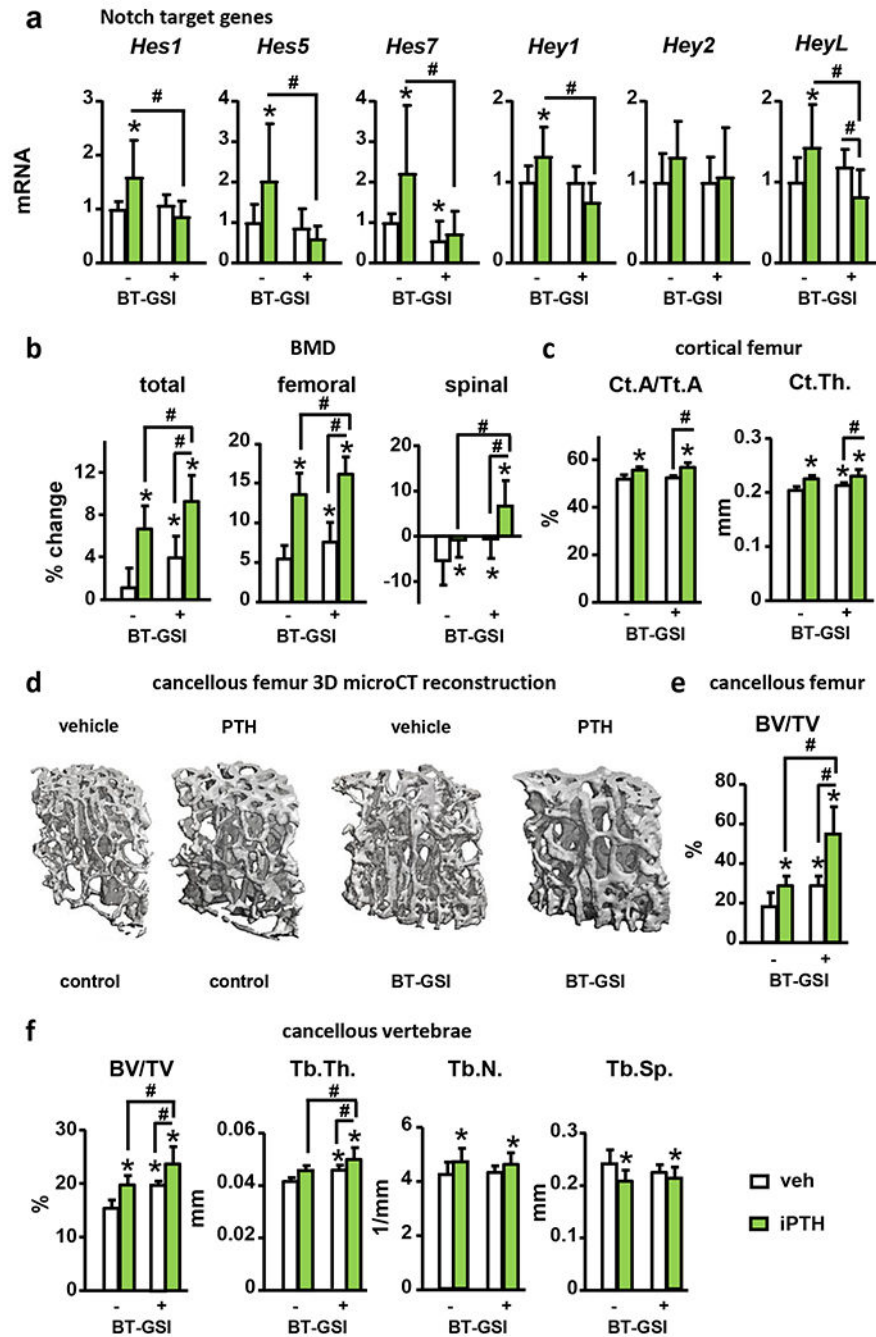 a Notch target genes
Hes1 Hes5 Hes7 Hey1 Hey2 HeyL
# # # # #
* * * * *
* #
mRNA
3 2 1 0
4 3 2 1 0
4 3 2 1 0
2 1 0
2 1 0
2 1 0
- + - + - + - + - + - +
BT-GSI BT-GSI BT-GSI BT-GSI BT-GSI BT-GSI
b BMD
total femoral spinal
% change
12 8 4 0
20 15 10 5 0
20 10 0 -10
# # #
# # #
* * * * * * * * *
- + - + - +
BT-GSI BT-GSI BT-GSI
c cortical femur
Ct.A/Tt.A Ct.Th.
%
60 40 20 0
mm
0.3 0.2 0.1 0
# #
* * * * *
- + - +
BT-GSI BT-GSI
d cancellous femur 3D microCT reconstruction
vehicle PTH vehicle PTH
control control BT-GSI BT-GSI
e cancellous femur
BV/TV
%
80 60 40 20 0
#
#
* * *
- +
BT-GSI
f cancellous vertebrae
BV/TV Tb.Th. Tb.N. Tb.Sp.
%
30 20 10 0
mm
0.06 0.04 0.02 0
1/mm
6 4 2 0
mm
0.3 0.2 0.1 0
# #
# #
* * * * * * * * *
- + - + - + - +
BT-GSI BT-GSI BT-GSI BT-GSI
veh
iPTH